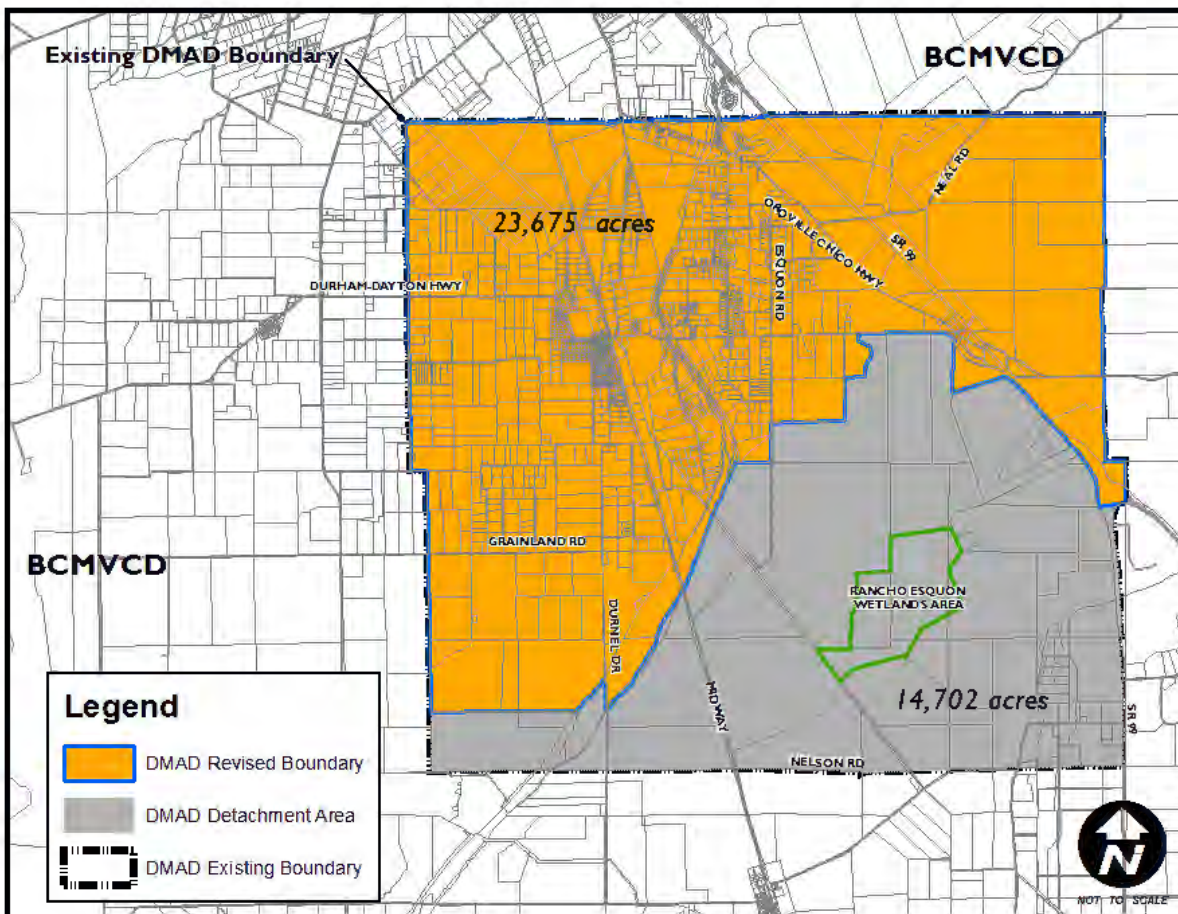 Existing DMAD Boundary
BCMVCD
NEAL RD
23,675 acres
OROVILLE CHICO HWY
SR 99
ESQUON RD
DURHAM-DAYTON HWY
GRAINLAND RD
BCMVCD
RANCHO ESQUON
WETLANDS AREA
DURNEL DR
MIDWAY
14,702 acres
SR 99
NELSON RD
Legend
DMAD Revised Boundary
DMAD Detachment Area
DMAD Existing Boundary
N
NOT TO SCALE